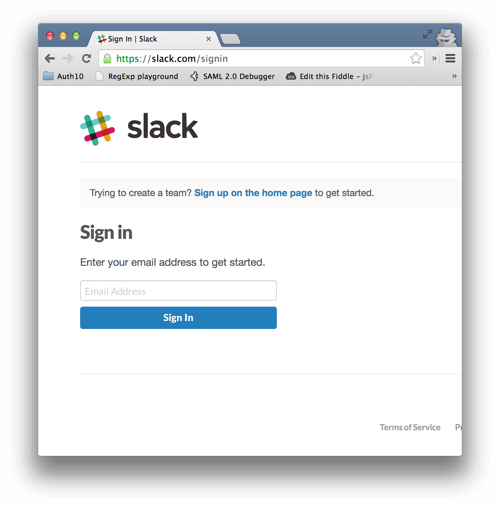 Sign In | Slack
https://slack.com/signin
Auth10 RegExp playground SAML 2.0 Debugger Edit this Fiddle - jsFi
»
slack
Trying to create a team? Sign up on the home page to get started.
Sign in
Enter your email address to get started.
Email Address
Sign In
Terms of Service